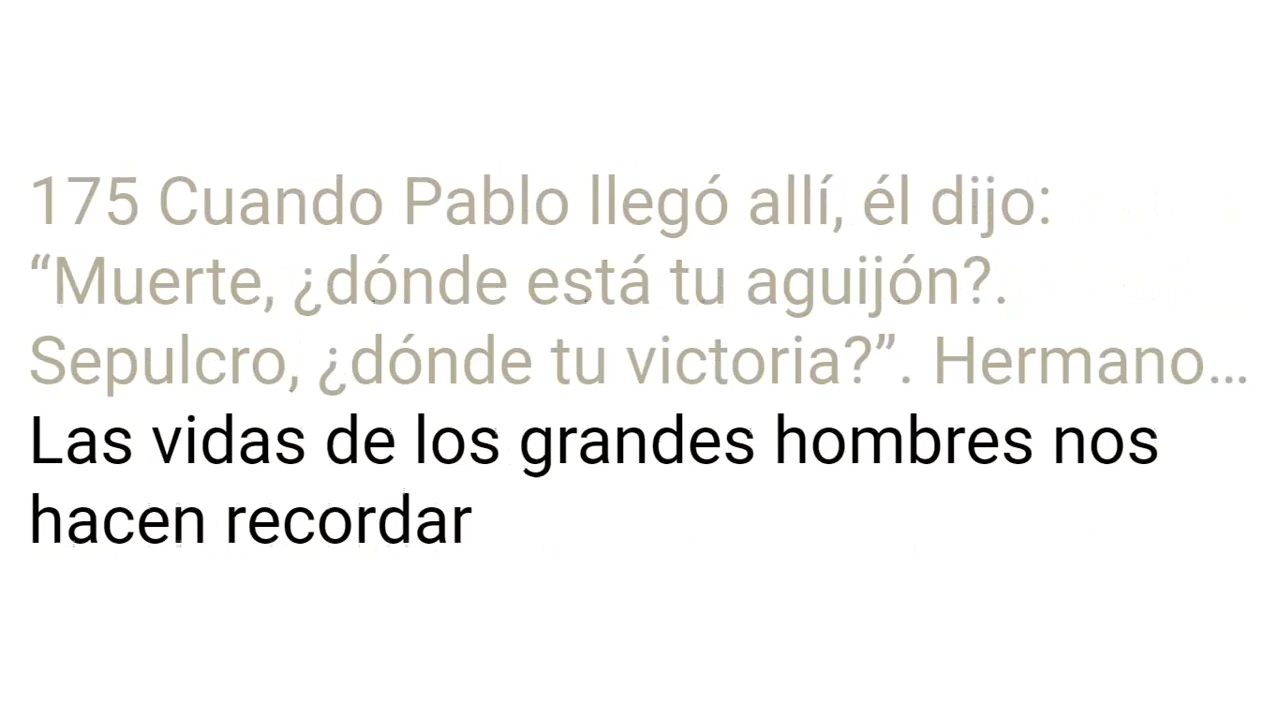 175 Cuando Pablo llegó allí, él dijo:
“Muerte, ¿dónde está tu aguijón?.
Sepulcro, ¿dónde tu victoria?”. Hermano…
Las vidas de los grandes hombres nos
hacen recordar